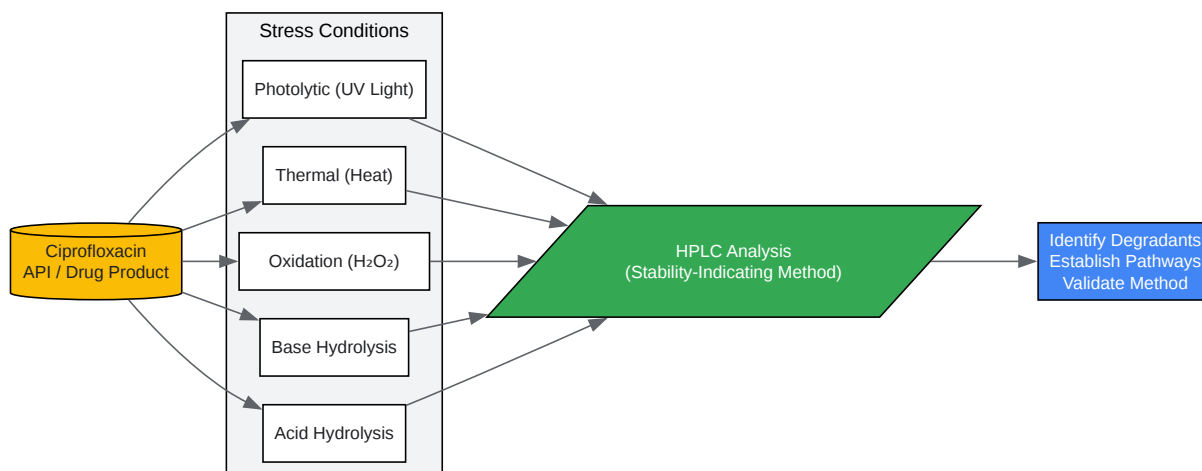 Stress Conditions
Photolytic (UV Light)
Thermal (Heat)
Ciprofloxacin
API / Drug Product
Oxidation (H₂O₂)
Base Hydrolysis
Acid Hydrolysis
HPLC Analysis
(Stability-Indicating Method)
Identify Degradants
Establish Pathways
Validate Method